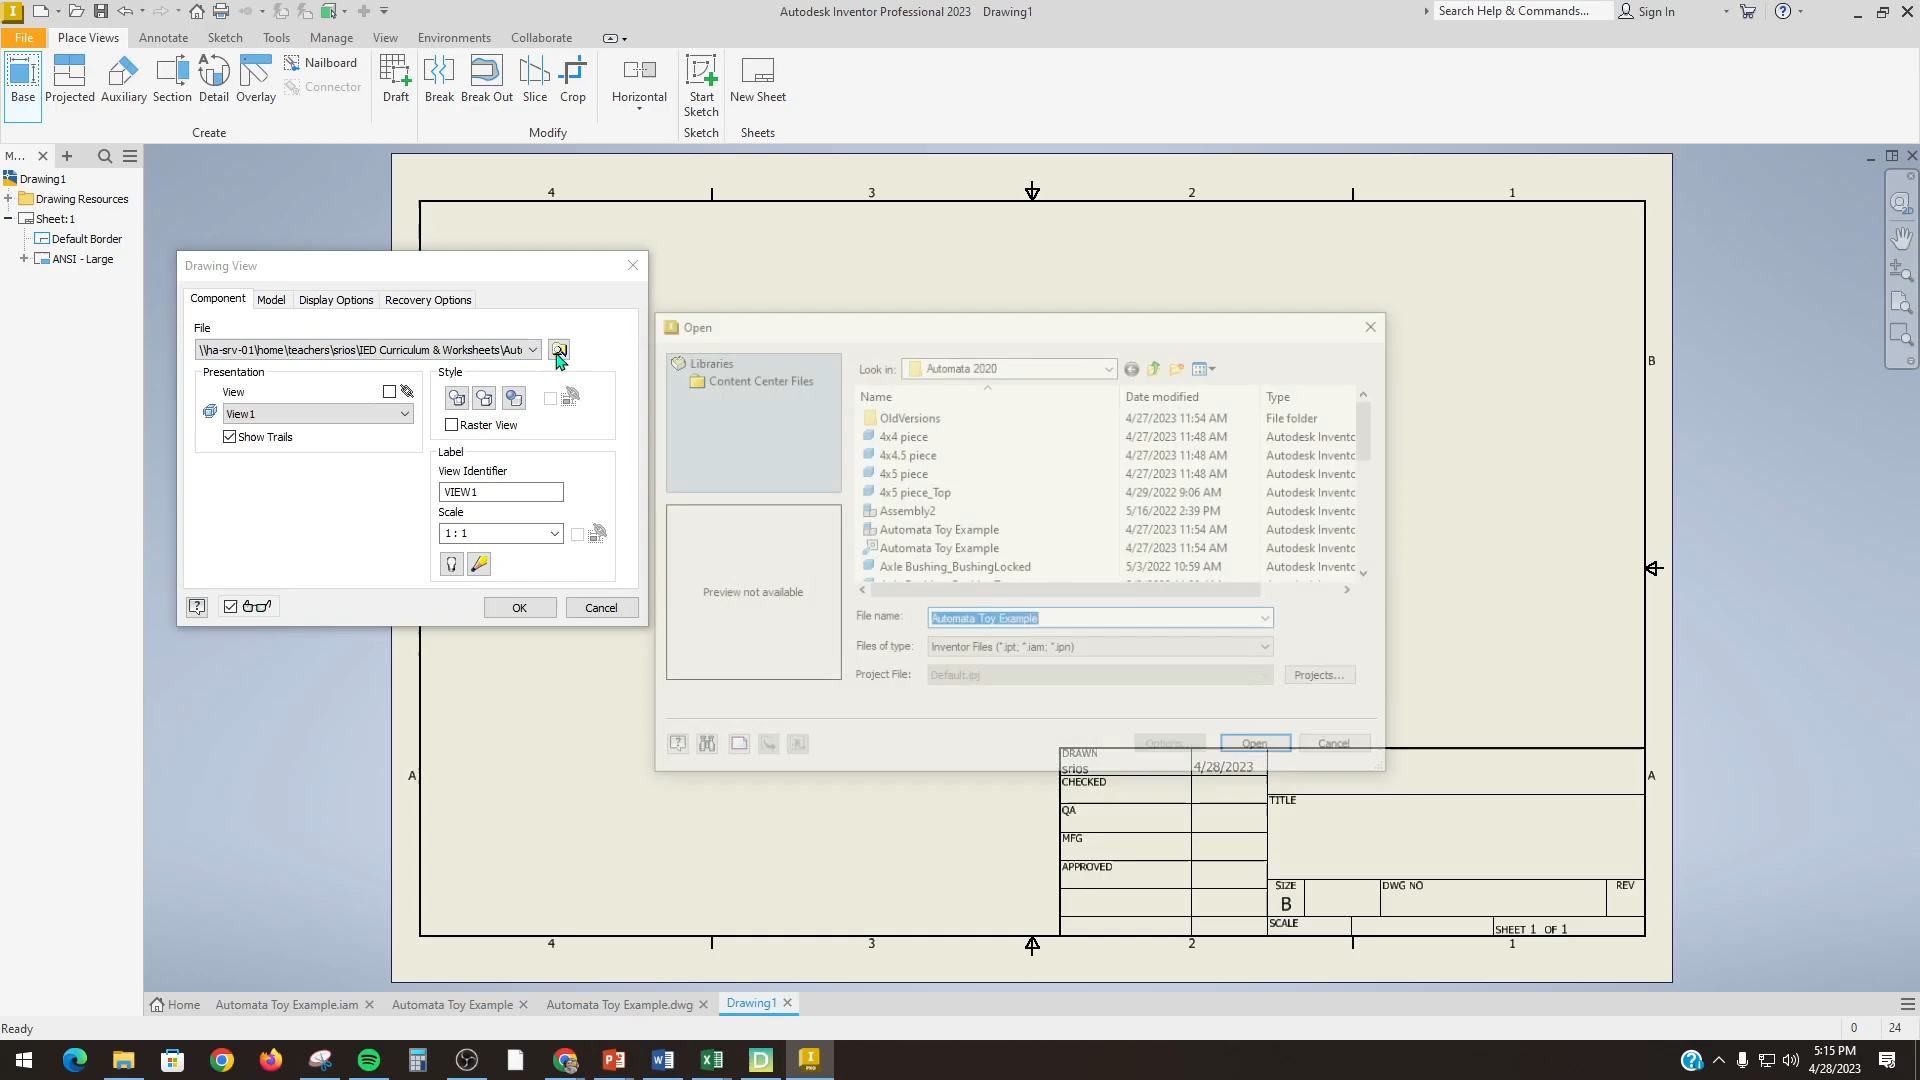 Autodesk Inventor Professional 2023 Drawing1
Search Help & Commands...
Sign In
File Place Views Annotate Sketch Tools Manage View Environments Collaborate
Base Projected Auxiliary Section Detail Overlay
Nailboard
Connector
Draft
Break Break Out Slice Crop
Horizontal
Start
Sketch
New Sheet
Create Modify Sketch Sheets
M...
Drawing1
Drawing Resources
Sheet:1
Default Border
ANSI - Large
4 3 2 1
B
A
A
4 3 2 1
Drawing View
Component Model Display Options Recovery Options
File
\\ha-srv-01\home\teachers\srios\IED Curriculum & Worksheets\Aut
Presentation
View
View1
Show Trails
Style
Raster View
Label
View Identifier
VIEW1
Scale
1 : 1
OK Cancel
Open
Libraries
Content Center Files
Preview not available
Look in: Automata 2020
Name Date modified Type
OldVersions 4/27/2023 11:54 AM File folder
4x4 piece 4/27/2023 11:48 AM Autodesk Invento
4x4.5 piece 4/27/2023 11:48 AM Autodesk Invento
4x5 piece 4/27/2023 11:48 AM Autodesk Invento
4x5 piece_Top 4/29/2022 9:06 AM Autodesk Invento
Assembly2 5/16/2022 2:39 PM Autodesk Invento
Automata Toy Example 4/27/2023 11:54 AM Autodesk Invento
Automata Toy Example 4/27/2023 11:54 AM Autodesk Invento
Axle Bushing_BushingLocked 5/3/2022 10:59 AM Autodesk Invento
File name: Automata Toy Example
Files of type: Inventor Files (*.ipt; *.iam; *.ipn)
Project File: Default.ipj Projects...
Options... Open Cancel
DRAWN
srios 4/28/2023
CHECKED
QA
MFG
APPROVED
TITLE
SIZE
B
DWG NO
REV
SCALE
SHEET 1 OF 1
Home Automata Toy Example.iam Automata Toy Example Automata Toy Example.dwg Drawing1
Ready
0 24
5:15 PM
4/28/2023